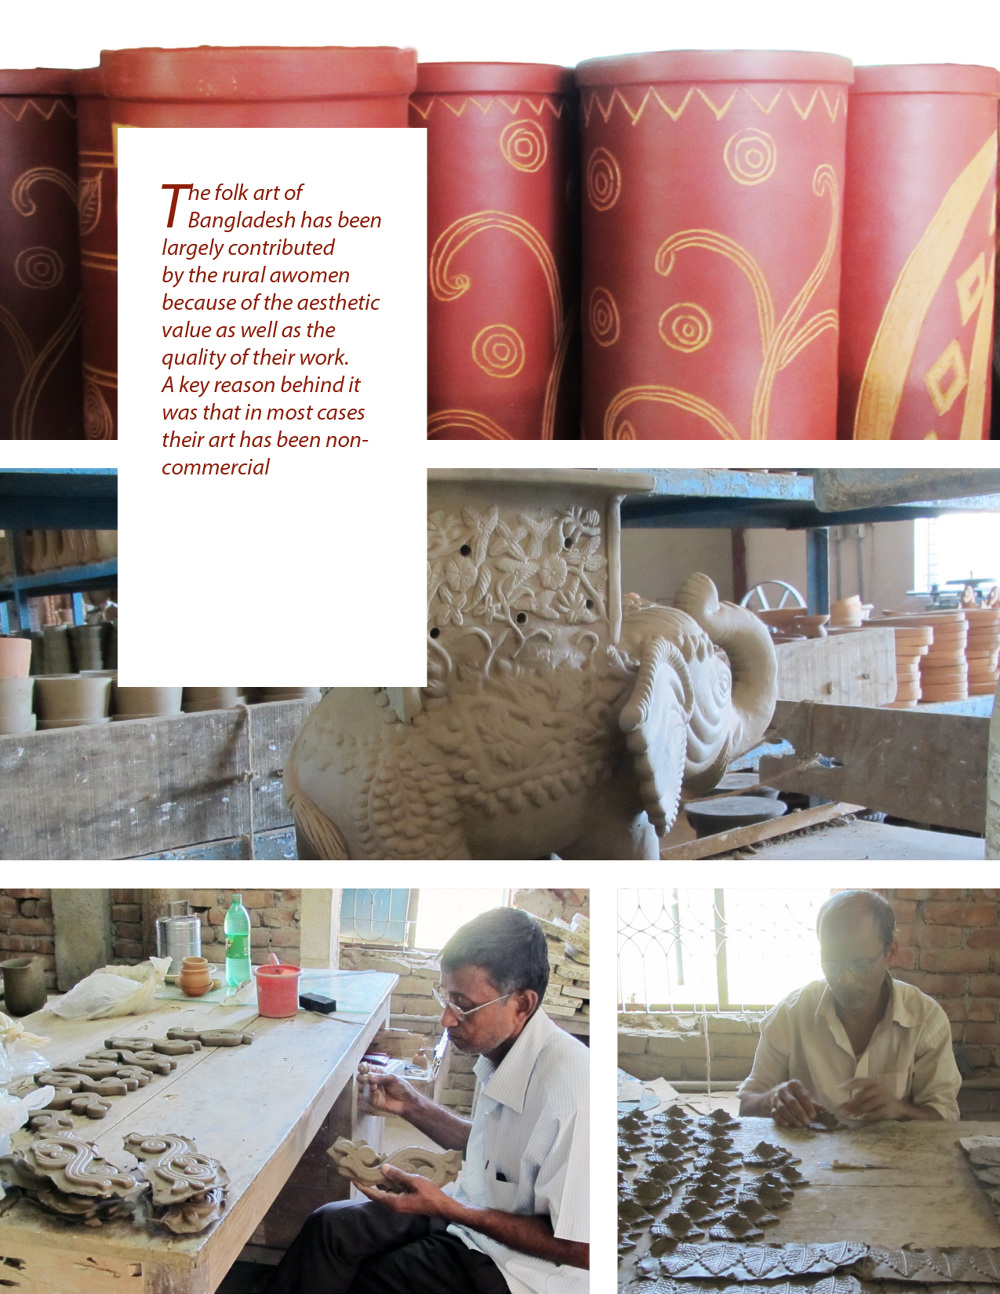 The folk art of
Bangladesh has been
largely contributed
by the rural awomen
because of the aesthetic
value as well as the
quality of their work.
A key reason behind it
was that in most cases
their art has been non-
commercial